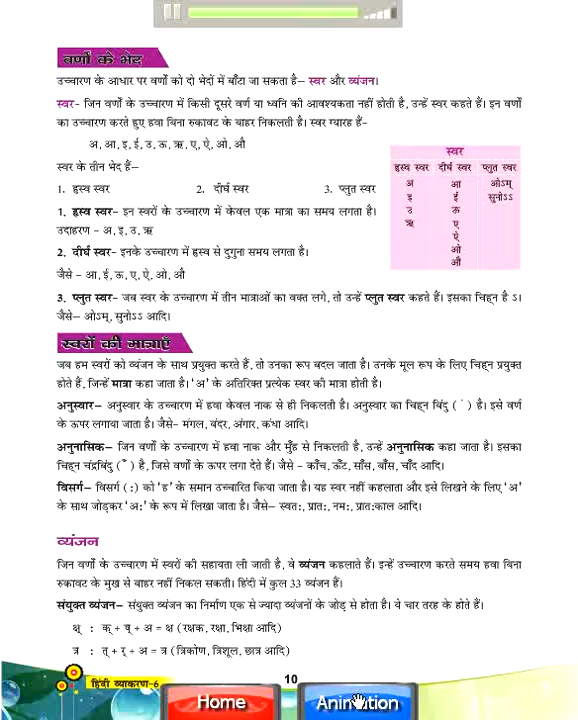 वर्णों के भेद
उच्चारण के आधार पर वर्णों को दो भेदों में बाँटा जा सकता है– स्वर और व्यंजन।
स्वर- जिन वर्णों के उच्चारण में किसी दूसरे वर्ण या ध्वनि की आवश्यकता नहीं होती है, उन्हें स्वर कहते हैं। इन वर्णों
का उच्चारण करते हुए हवा बिना रुकावट के बाहर निकलती है। स्वर ग्यारह हैं-
अ, आ, इ, ई, उ, ऊ, ऋ, ए, ऐ, ओ, औ
स्वर के तीन भेद हैं–
1. ह्रस्व स्वर 2. दीर्घ स्वर 3. प्लुत स्वर
1. ह्रस्व स्वर- इन स्वरों के उच्चारण में केवल एक मात्रा का समय लगता है।
उदाहरण - अ, इ, उ, ऋ
2. दीर्घ स्वर- इनके उच्चारण में ह्रस्व से दुगुना समय लगता है।
जैसे - आ, ई, ऊ, ए, ऐ, ओ, औ
स्वर
ह्रस्व स्वर दीर्घ स्वर प्लुत स्वर
अ आ ओऽम्
इ ई सुनोऽऽ
उ ऊ
ऋ ए
ऐ
ओ
औ
3. प्लुत स्वर- जब स्वर के उच्चारण में तीन मात्राओं का वक्त लगे, तो उन्हें प्लुत स्वर कहते हैं। इसका चिह्न है ऽ।
जैसे– ओऽम्, सुनोऽऽ आदि।
स्वरों की मात्राएँ
जब हम स्वरों को व्यंजन के साथ प्रयुक्त करते हैं, तो उनका रूप बदल जाता है। उनके मूल रूप के लिए चिह्न प्रयुक्त
होते हैं, जिन्हें मात्रा कहा जाता है। 'अ' के अतिरिक्त प्रत्येक स्वर की मात्रा होती है।
अनुस्वार– अनुस्वार के उच्चारण में हवा केवल नाक से ही निकलती है। अनुस्वार का चिह्न बिंदु ( ं ) है। इसे वर्ण
के ऊपर लगाया जाता है। जैसे- मंगल, बंदर, अंगार, कंधा आदि।
अनुनासिक– जिन वर्णों के उच्चारण में हवा नाक और मुँह से निकलती है, उन्हें अनुनासिक कहा जाता है। इसका
चिह्न चंद्रबिंदु ( ँ ) है, जिसे वर्णों के ऊपर लगा देते हैं। जैसे - काँच, ऊँट, साँस, बाँस, चाँद आदि।
विसर्ग– विसर्ग (:) को 'ह' के समान उच्चारित किया जाता है। यह स्वर नहीं कहलाता और इसे लिखने के लिए 'अ'
के साथ जोड़कर 'अ:' के रूप में लिखा जाता है। जैसे– स्वत:, प्रात:, नम:, प्रात:काल आदि।
व्यंजन
जिन वर्णों के उच्चारण में स्वरों की सहायता ली जाती है, वे व्यंजन कहलाते हैं। इन्हें उच्चारण करते समय हवा बिना
रुकावट के मुख से बाहर नहीं निकल सकती। हिंदी में कुल 33 व्यंजन हैं।
संयुक्त व्यंजन– संयुक्त व्यंजन का निर्माण एक से ज्यादा व्यंजनों के जोड़ से होता है। ये चार तरह के होते हैं।
क्ष् : क् + ष् + अ = क्ष (रक्षक, रक्षा, भिक्षा आदि)
त्र : त् + र् + अ = त्र (त्रिकोण, त्रिशूल, छात्र आदि)
हिंदी व्याकरण-6
10
Home
Animation